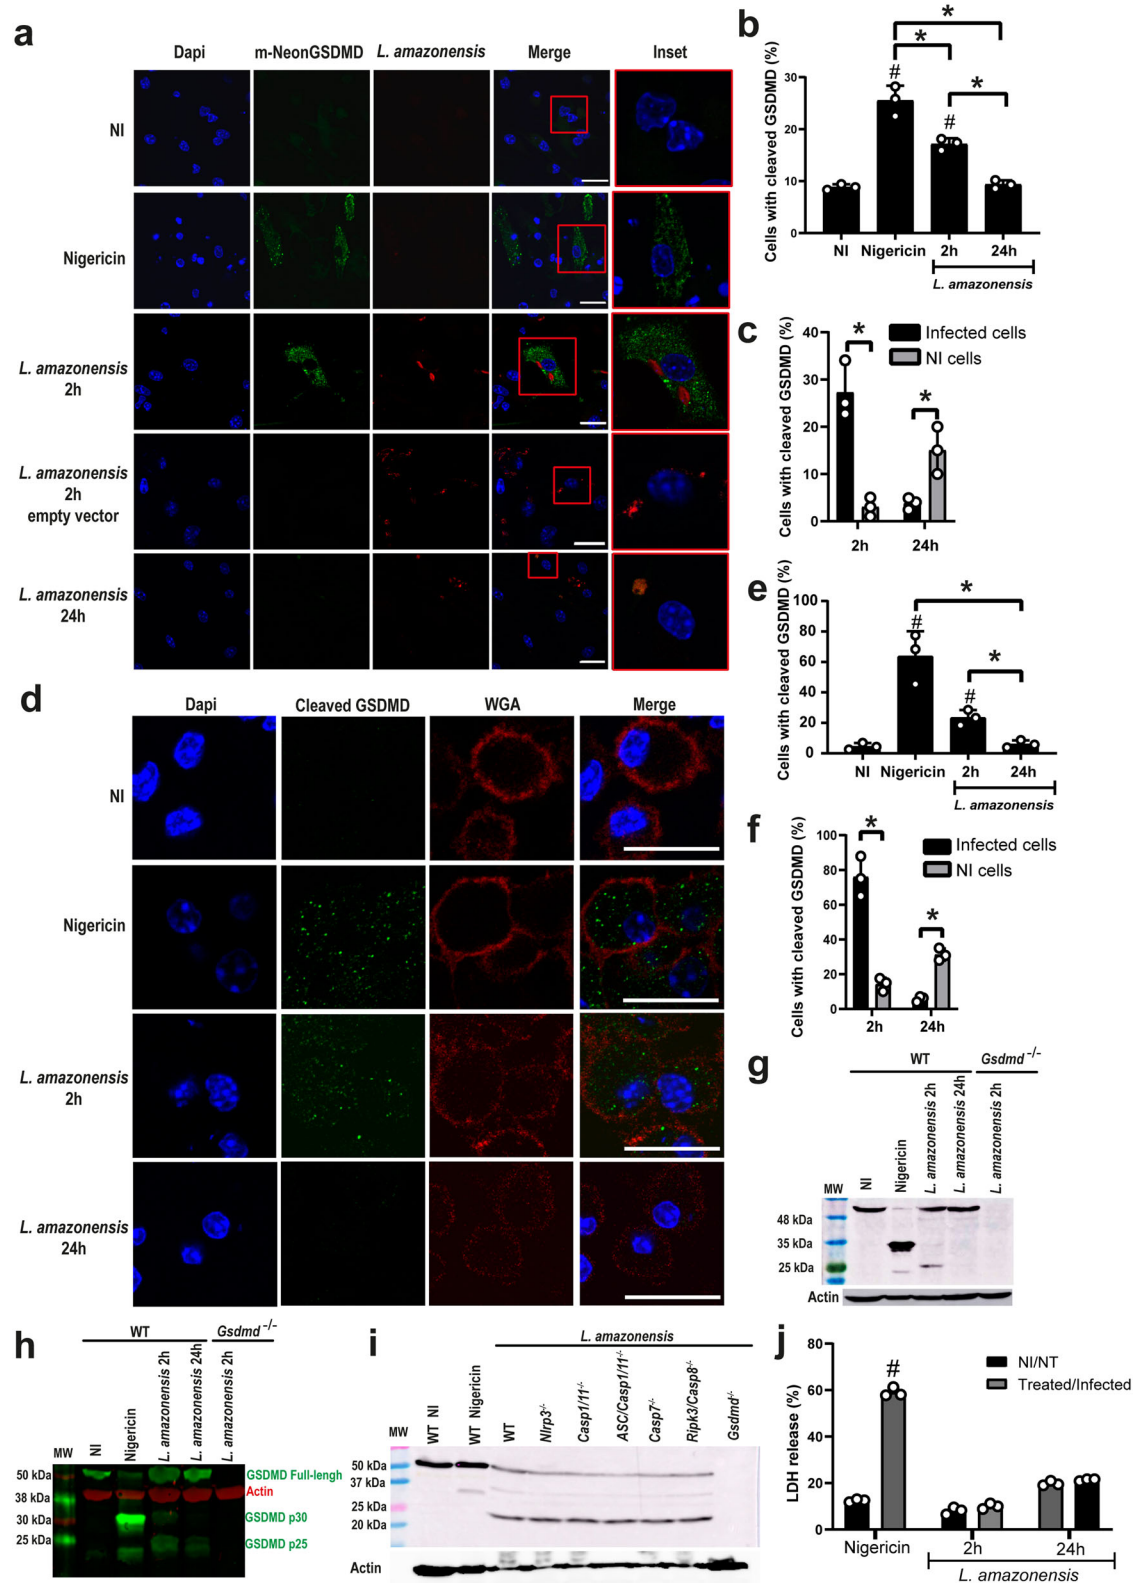 a
Dapi m-NeonGSDMD L. amazonensis Merge Inset
NI
Nigericin
L. amazonensis
2h
L. amazonensis
2h
empty vector
L. amazonensis
24h
b
Cells with cleaved GSDMD (%)
30
20
10
0
* * *
# #
NI Nigericin 2h 24h
L. amazonensis
c
Cells with cleaved GSDMD (%)
40
30
20
10
0
Infected cells
NI cells
* *
2h 24h
d
Dapi Cleaved GSDMD WGA Merge
NI
Nigericin
L. amazonensis
2h
L. amazonensis
24h
e
Cells with cleaved GSDMD (%)
100
80
60
40
20
0
* *
# #
NI Nigericin 2h 24h
L. amazonensis
f
Cells with cleaved GSDMD (%)
100
80
60
40
20
0
Infected cells
NI cells
* *
2h 24h
g
WT Gsdmd -/-
MW NI Nigericin L. amazonensis 2h L. amazonensis 24h L. amazonensis 2h
48 kDa
35 kDa
25 kDa
Actin
h
WT Gsdmd -/-
MW NI Nigericin L. amazonensis 2h L. amazonensis 24h L. amazonensis 2h
50 kDa GSDMD Full-lengh
38 kDa Actin
30 kDa GSDMD p30
25 kDa GSDMD p25
i
L. amazonensis
MW WT NI WT Nigericin WT Nlrp3-/- Casp1/11-/- ASC/Casp1/11-/- Casp7-/- Ripk3/Casp8-/- Gsdmd-/-
50 kDa
37 kDa
25 kDa
20 kDa
Actin
j
LDH release (%)
80
60
40
20
0
#
NI/NT
Treated/Infected
Nigericin 2h 24h
L. amazonensis